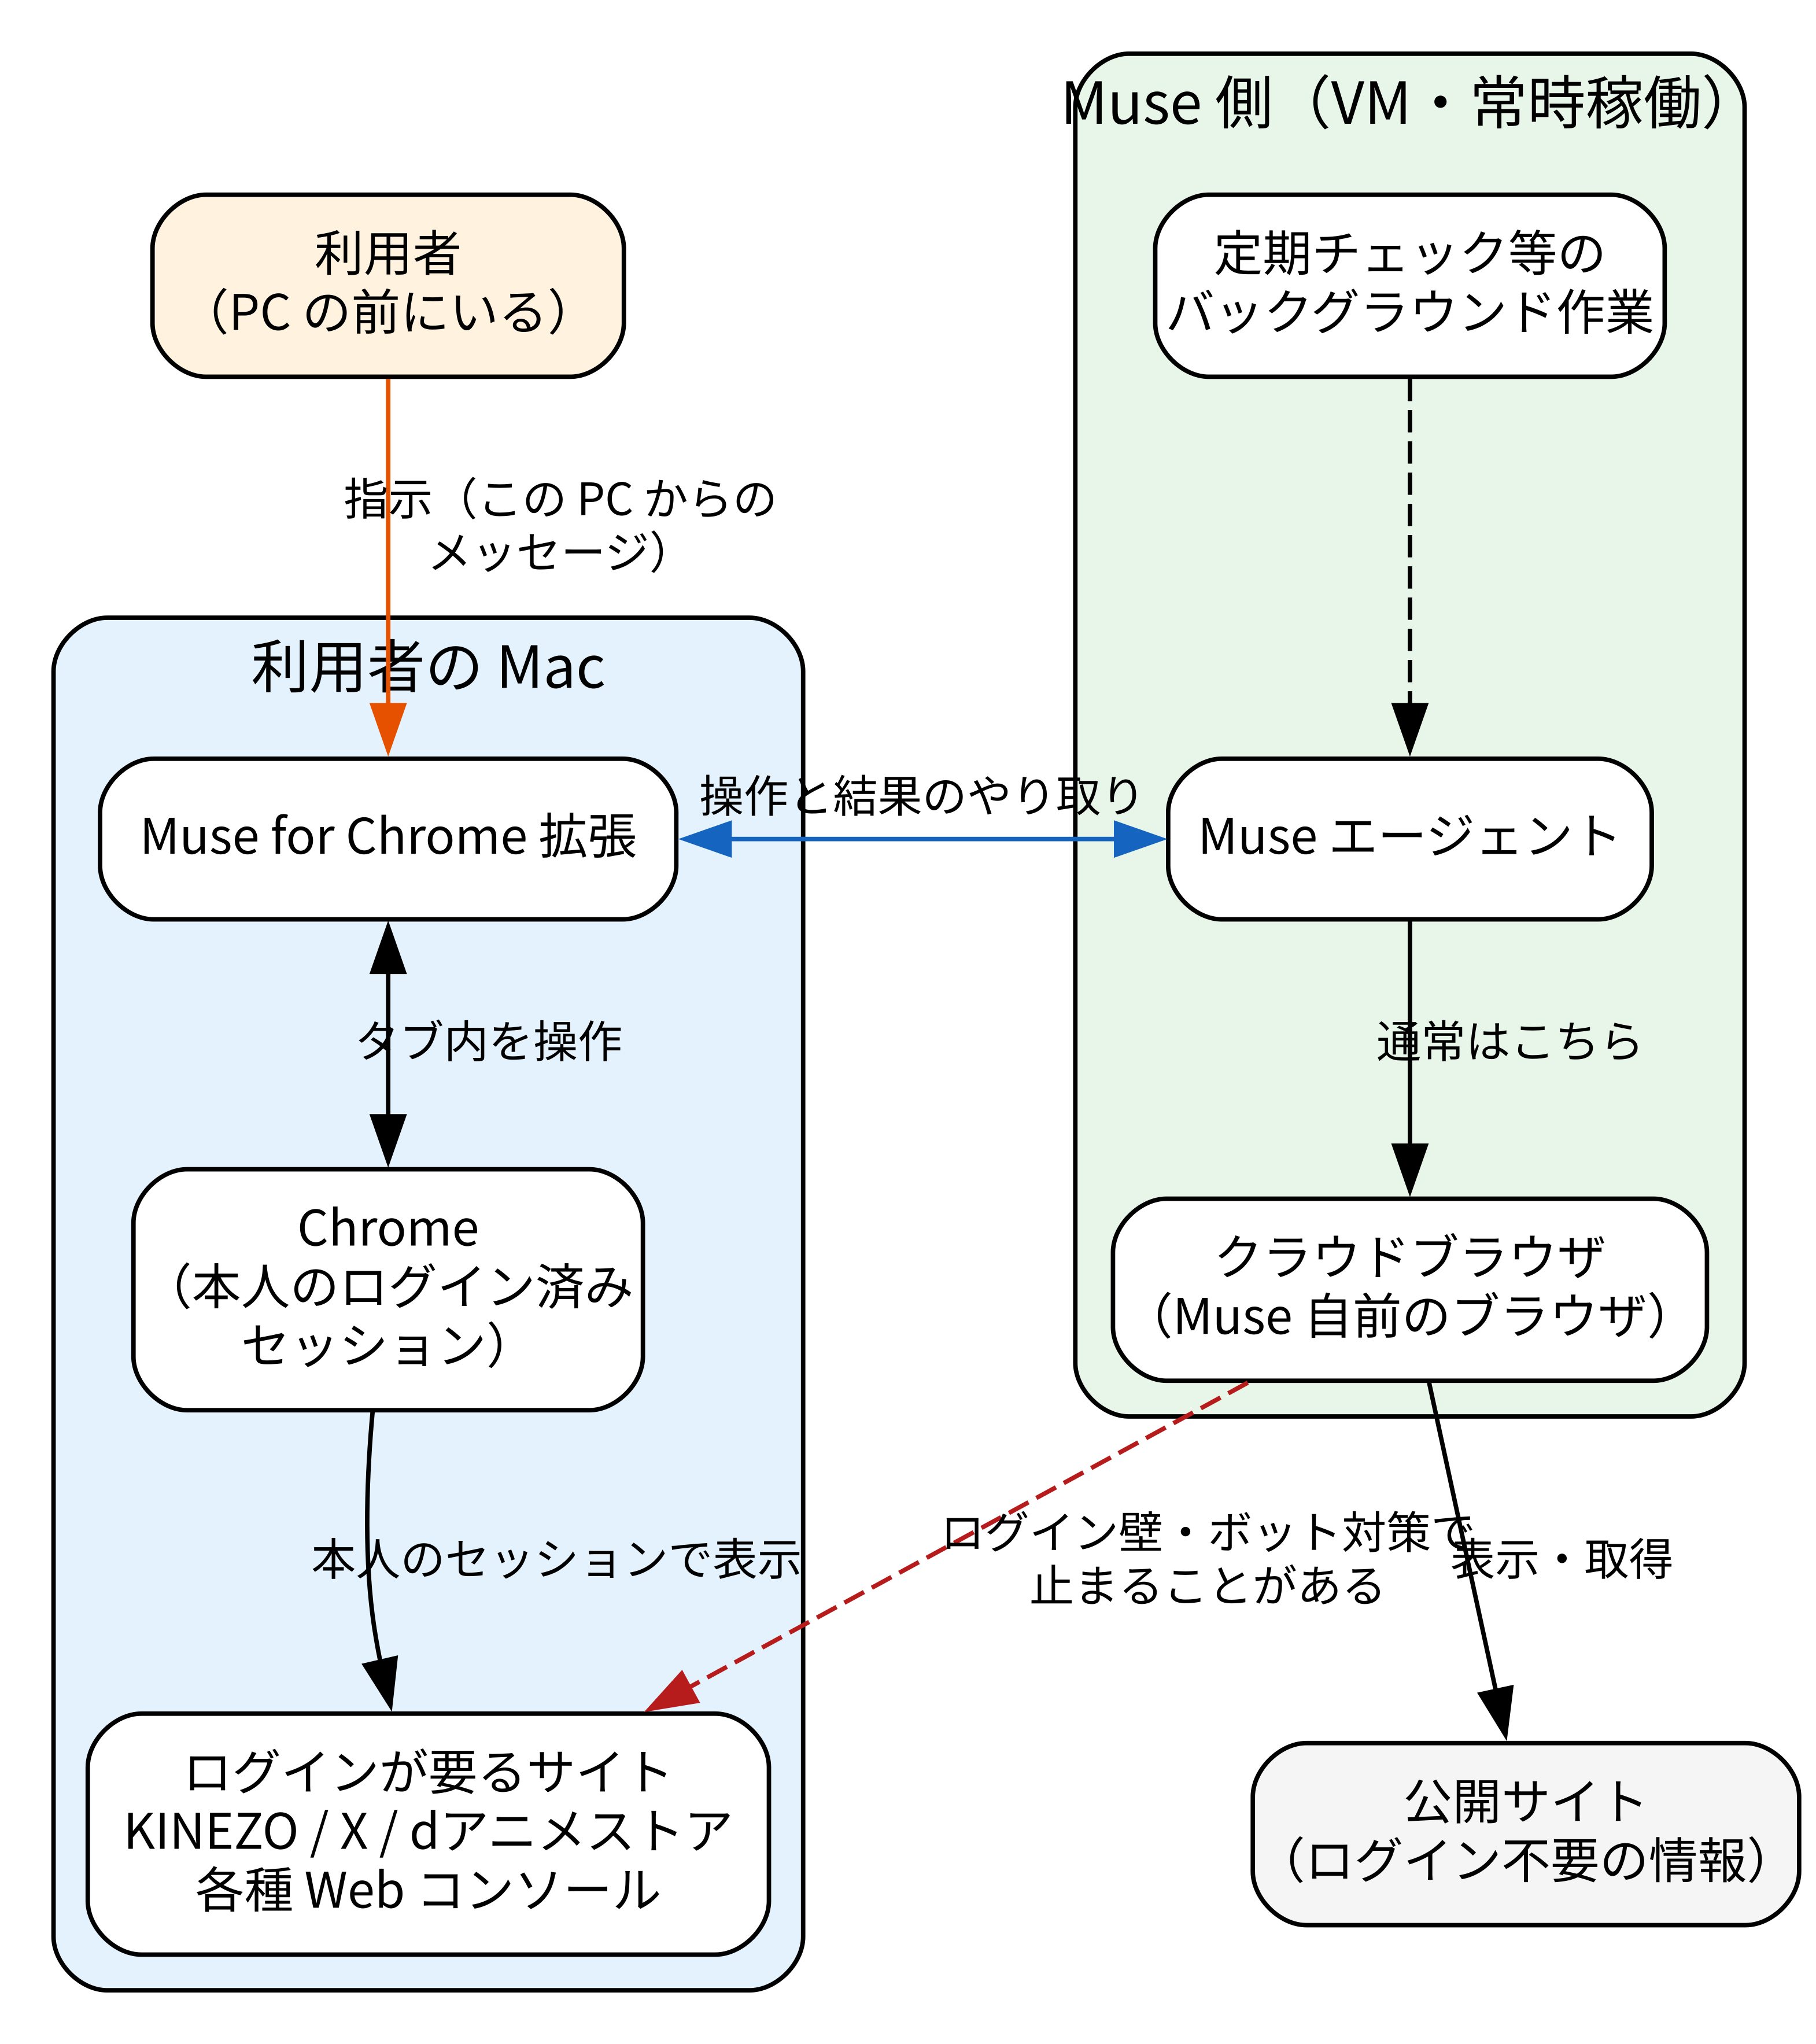 Muse 側（VM・常時稼働）
利用者
（PC の前にいる）
定期チェック等の
バックグラウンド作業
指示（この PC からの
メッセージ）
利用者の Mac
操作と結果のやり取り
Muse for Chrome 拡張
Muse エージェント
タブ内を操作
通常はこちら
Chrome
（本人のログイン済み
セッション）
クラウドブラウザ
（Muse 自前のブラウザ）
本人のセッションで表示
ログイン壁・ボット対策で
止まることがある
表示・取得
ログインが要るサイト
KINEZO / X / dアニメストア
各種 Web コンソール
公開サイト
（ログイン不要の情報）